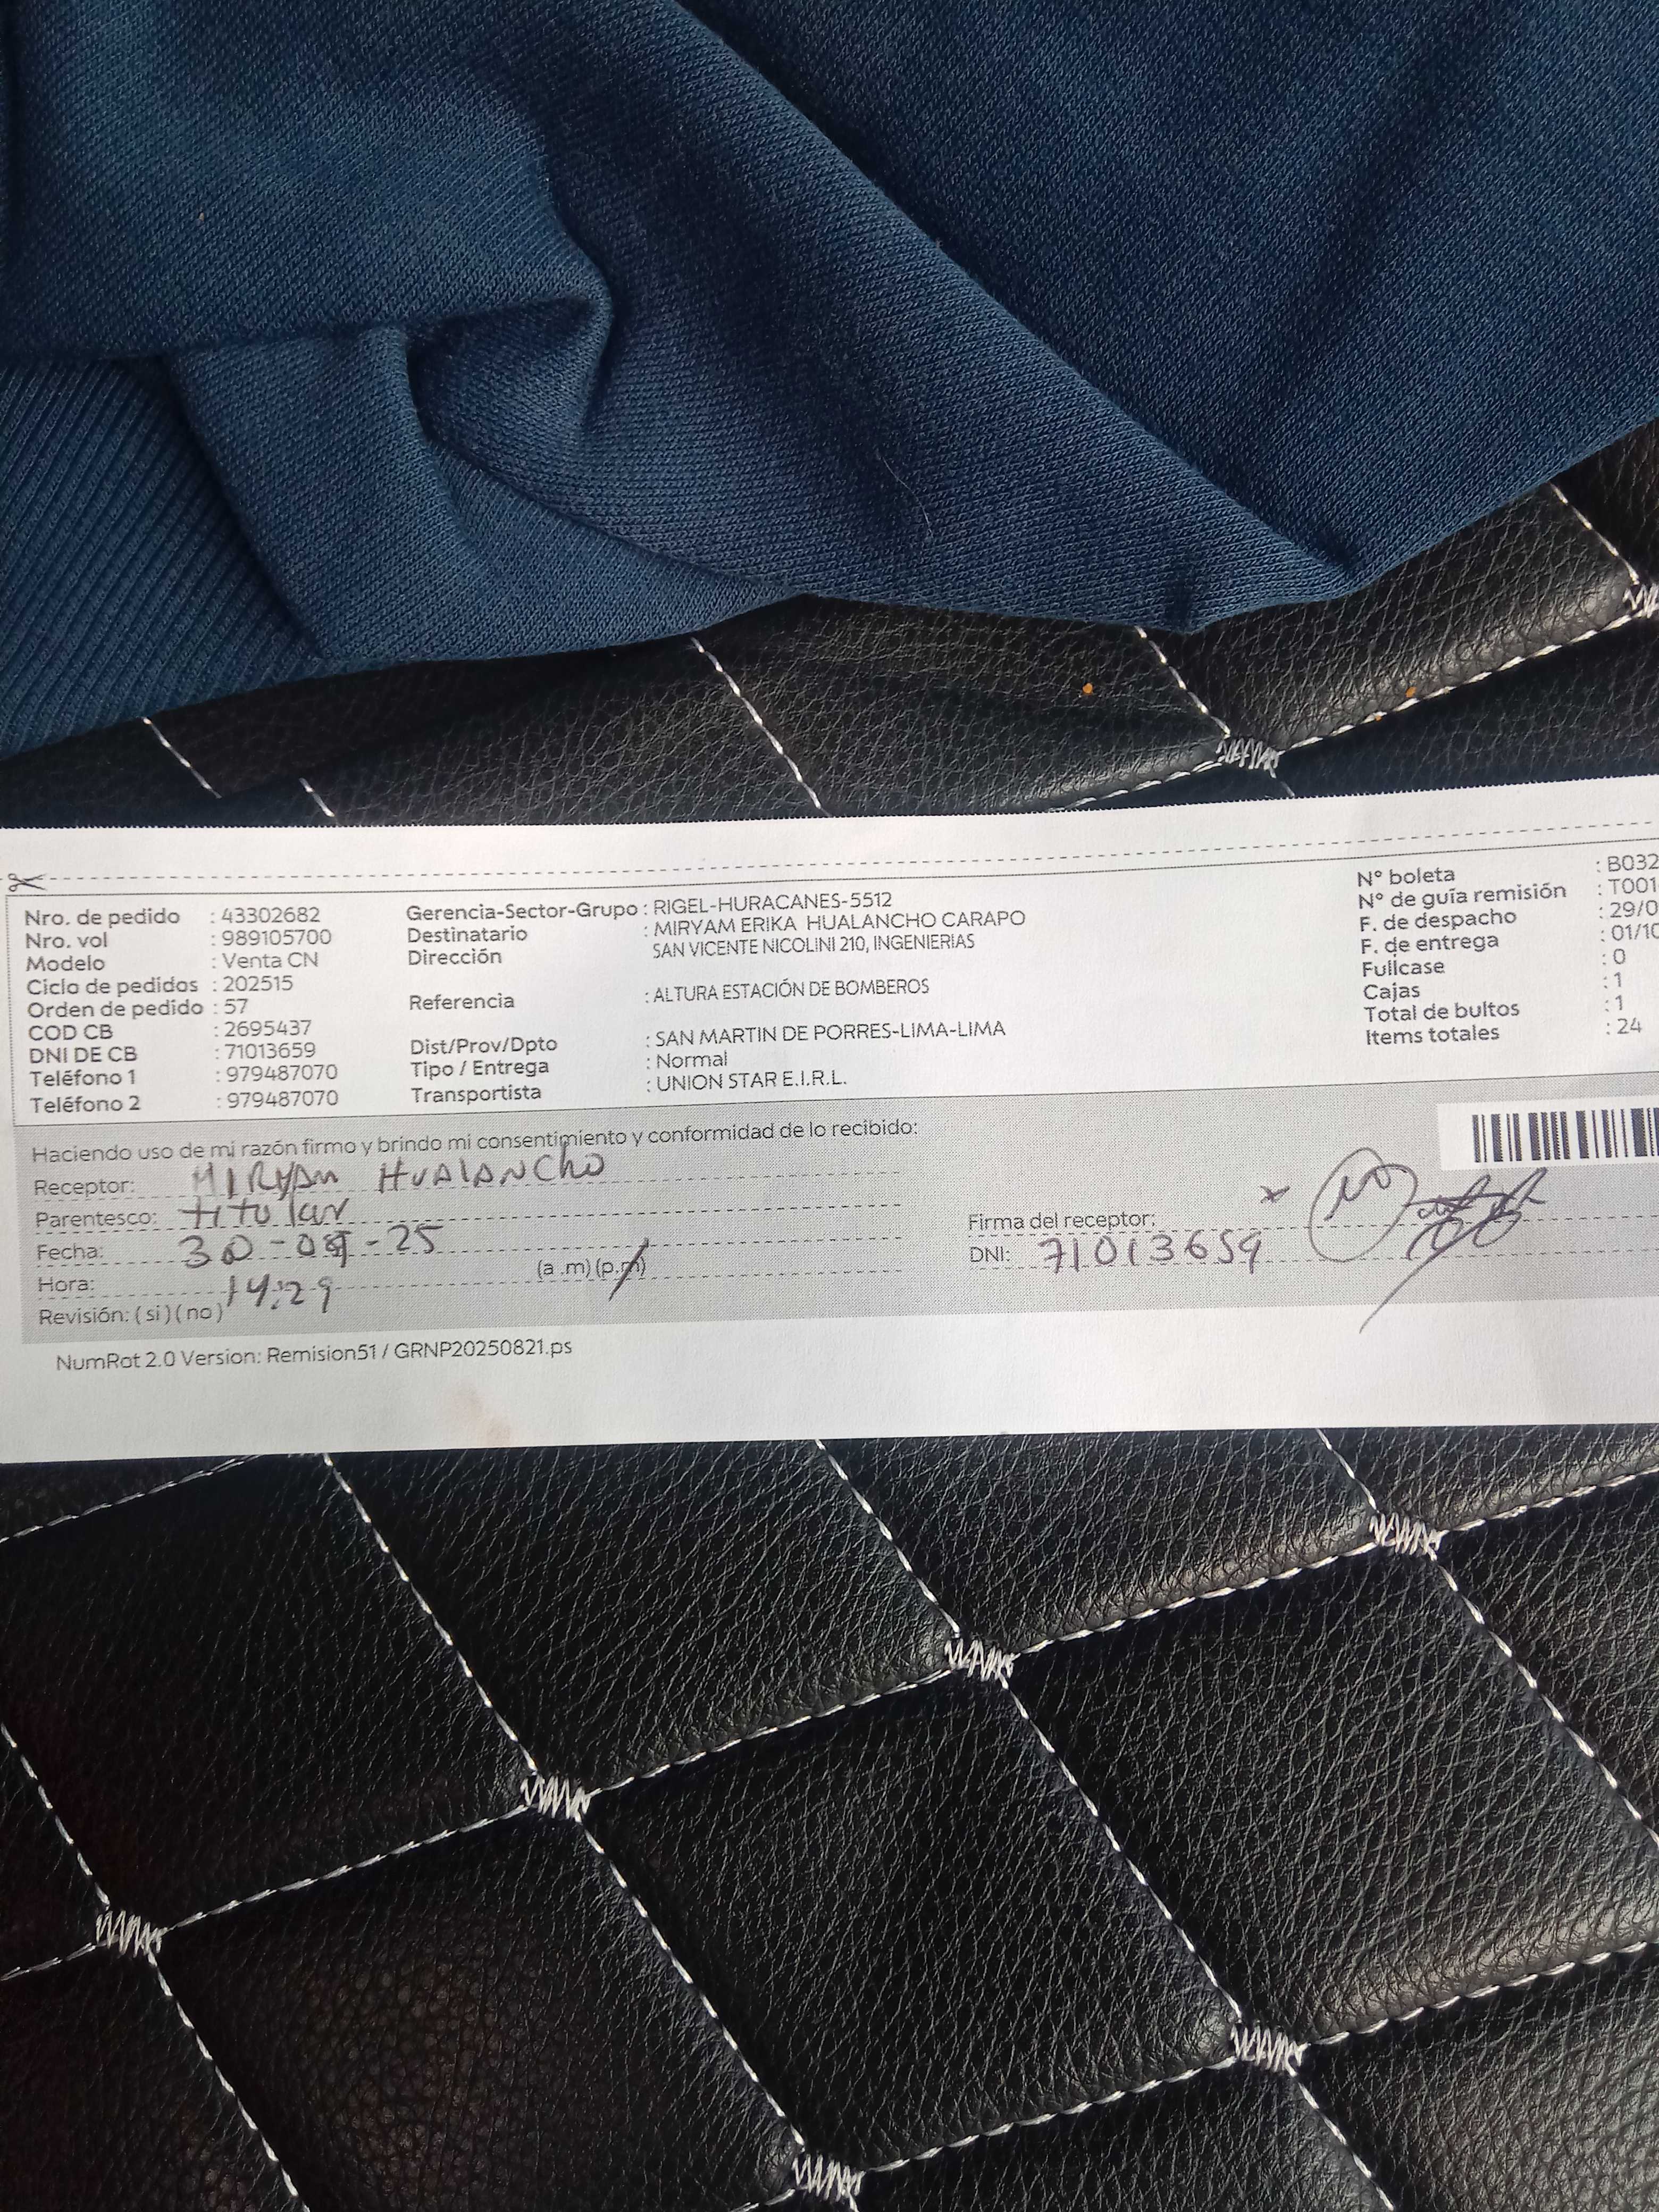 Nro. de pedido : 43302682
Nro. vol : 989105700
Modelo : Venta CN
Ciclo de pedidos : 202515
Orden de pedido : 57
COD CB : 2695437
DNI DE CB : 71013659
Teléfono 1 : 979487070
Teléfono 2 : 979487070
Gerencia-Sector-Grupo : RIGEL-HURACANES-5512
Destinatario : MIRYAM ERIKA HUALANCHO CARAPO
Dirección SAN VICENTE NICOLINI 210, INGENIERIAS
Referencia : ALTURA ESTACIÓN DE BOMBEROS
Dist/Prov/Dpto : SAN MARTIN DE PORRES-LIMA-LIMA
Tipo / Entrega : Normal
Transportista : UNION STAR E.I.R.L.
N° boleta : B032
N° de guía remisión : T001
F. de despacho : 29/0
F. de entrega : 01/10
Fullcase : 0
Cajas : 1
Total de bultos : 1
Items totales : 24
Haciendo uso de mi razón firmo y brindo mi consentimiento y conformidad de lo recibido:
Receptor: MIRYAM HUALANCho
Parentesco: titular
Fecha: 30 - 09 - 25
Hora: 14:29 (a .m) (p.m)
Revisión: ( si ) ( no )
Firma del receptor:
DNI: 71013659
NumRot 2.0 Version: Remision51 / GRNP20250821.ps